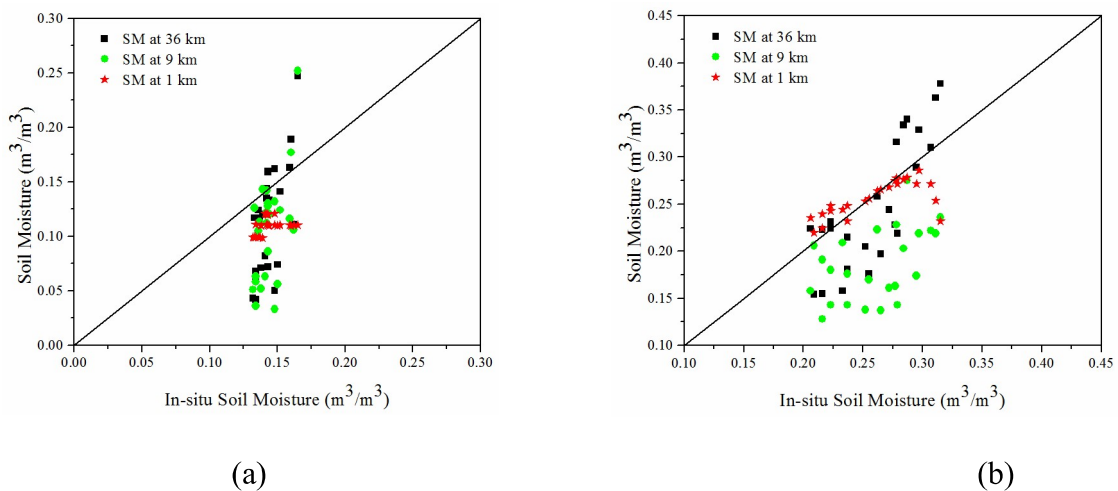 0.30
0.25
0.20
0.15
0.10
0.05
0.00
Soil Moisture (m³/m³)
SM at 36 km
SM at 9 km
SM at 1 km
0.00 0.05 0.10 0.15 0.20 0.25 0.30
In-situ Soil Moisture (m³/m³)
(a)
0.45
0.40
0.35
0.30
0.25
0.20
0.15
0.10
Soil Moisture (m³/m³)
SM at 36 km
SM at 9 km
SM at 1 km
0.10 0.15 0.20 0.25 0.30 0.35 0.40 0.45
In-situ Soil Moisture (m³/m³)
(b)